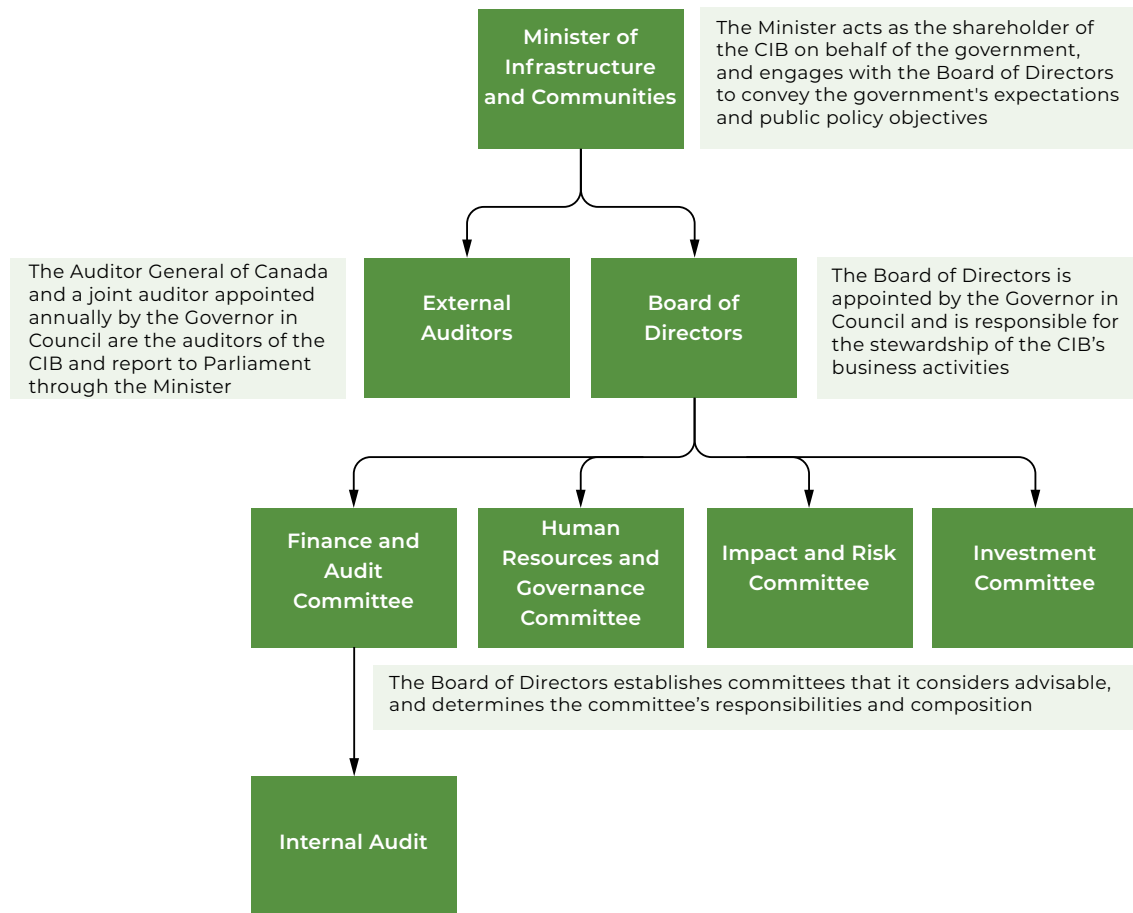 Minister of
Infrastructure
and Communities
The Minister acts as the shareholder of
the CIB on behalf of the government,
and engages with the Board of Directors
to convey the government's expectations
and public policy objectives
The Auditor General of Canada
and a joint auditor appointed
annually by the Governor in
Council are the auditors of the
CIB and report to Parliament
through the Minister
External
Auditors
Board of
Directors
The Board of Directors is
appointed by the Governor in
Council and is responsible for
the stewardship of the CIB’s
business activities
Finance and
Audit
Committee
Human
Resources and
Governance
Committee
Impact and Risk
Committee
Investment
Committee
The Board of Directors establishes committees that it considers advisable,
and determines the committee’s responsibilities and composition
Internal Audit